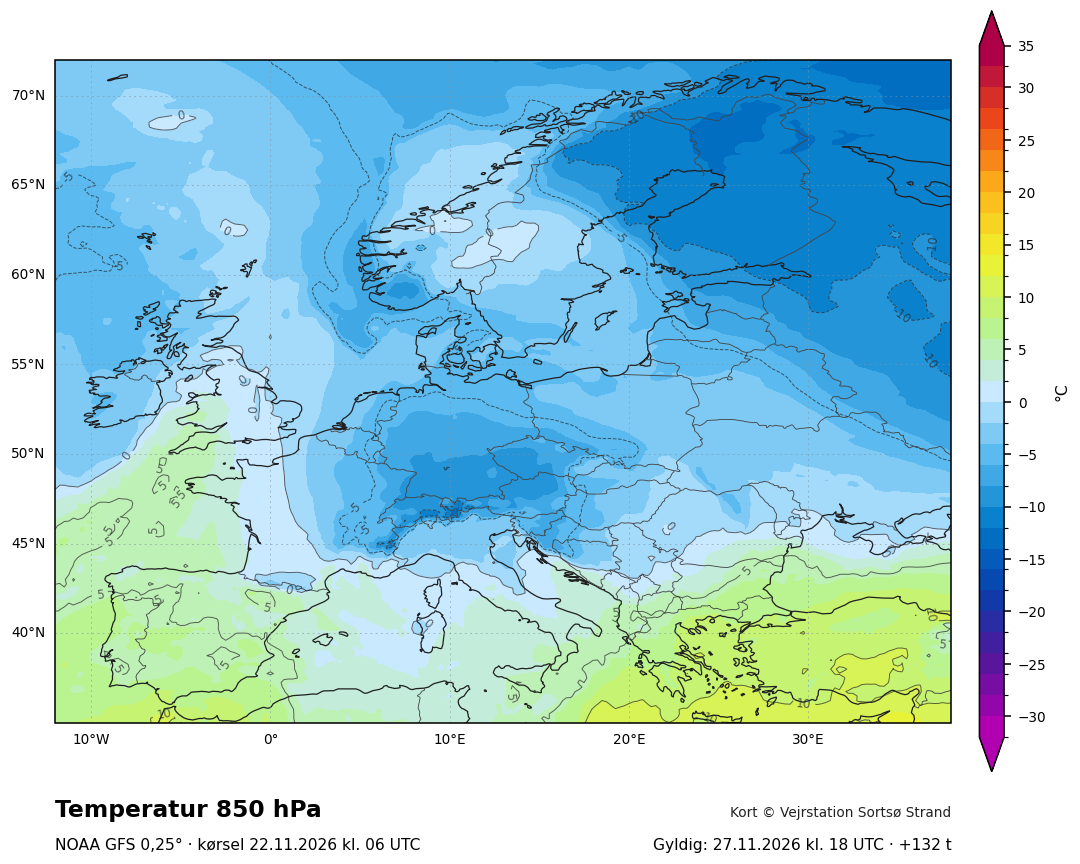 70°N
65°N
60°N
55°N
50°N
45°N
40°N
10°W
0°
10°E
20°E
30°E
35
30
25
20
15
10
5
0
−5
−10
−15
−20
−25
−30
°C
Temperatur 850 hPa
Kort © Vejrstation Sortsø Strand
NOAA GFS 0,25° · kørsel 22.11.2026 kl. 06 UTC
Gyldig: 27.11.2026 kl. 18 UTC · +132 t